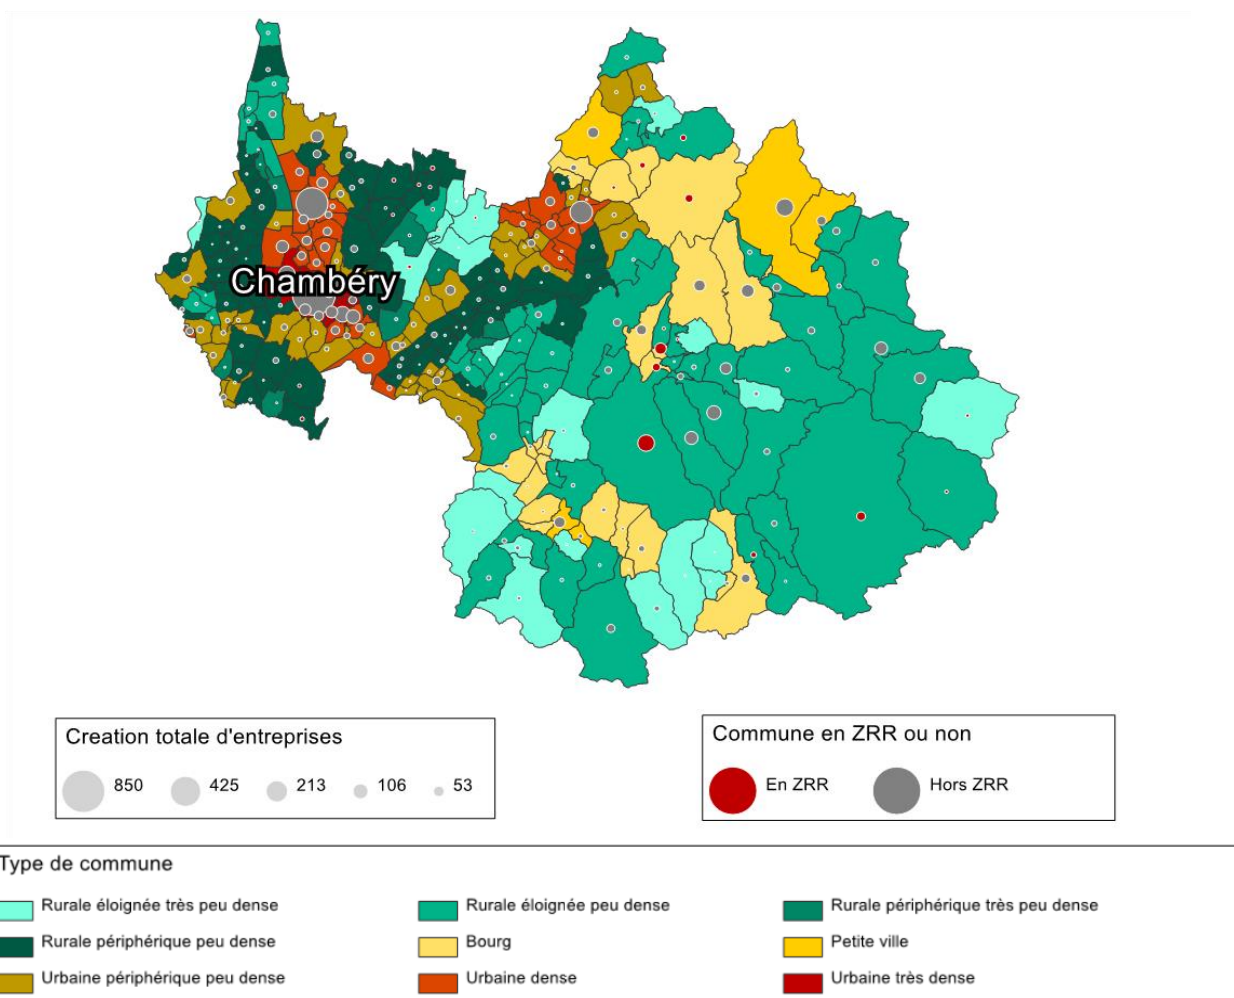 Chambéry
Creation totale d'entreprises
850 425 213 106 53
Commune en ZRR ou non
En ZRR Hors ZRR
Type de commune
Rurale éloignée très peu dense Rurale éloignée peu dense Rurale périphérique très peu dense
Rurale périphérique peu dense Bourg Petite ville
Urbaine périphérique peu dense Urbaine dense Urbaine très dense